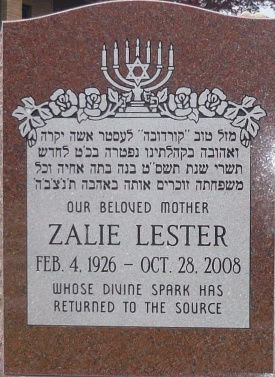 מזל טוב "קורדובה" לעסטר אשה יקרה
ואהובה בקהלתינו נפטרה בכ"ט לחדש
תשרי שנת תשס"ט בנה בתה אחיה וכל
משפחתה זוכרים אותה באהבה ת'נ'צ'ב'ה
OUR BELOVED MOTHER
ZALIE LESTER
FEB. 4, 1926 – OCT. 28, 2008
WHOSE DIVINE SPARK HAS
RETURNED TO THE SOURCE